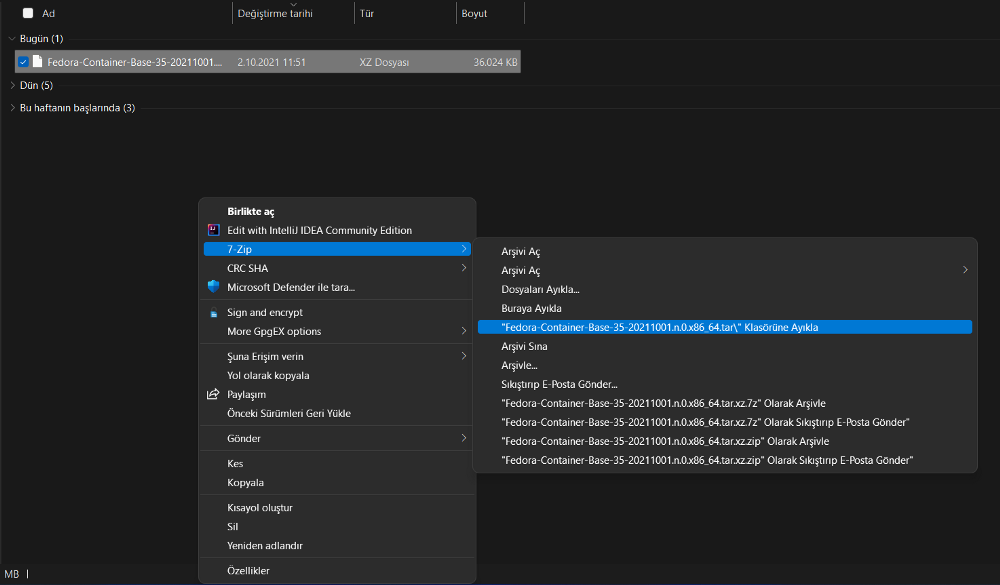 Ad Değiştirme tarihi Tür Boyut
Bugün (1)
Fedora-Container-Base-35-20211001.... 2.10.2021 11:51 XZ Dosyası 36.024 KB
Dün (5)
Bu haftanın başlarında (3)
Birlikte aç
Edit with IntelliJ IDEA Community Edition
7-Zip
CRC SHA
Microsoft Defender ile tara...
Sign and encrypt
More GpgEX options
Şuna Erişim verin
Yol olarak kopyala
Paylaşım
Önceki Sürümleri Geri Yükle
Gönder
Kes
Kopyala
Kısayol oluştur
Sil
Yeniden adlandır
Özellikler
Arşivi Aç
Arşivi Aç
Dosyaları Ayıkla...
Buraya Ayıkla
"Fedora-Container-Base-35-20211001.n.0.x86_64.tar\" Klasörüne Ayıkla
Arşivi Sına
Arşivle...
Sıkıştırıp E-Posta Gönder...
"Fedora-Container-Base-35-20211001.n.0.x86_64.tar.xz.7z" Olarak Arşivle
"Fedora-Container-Base-35-20211001.n.0.x86_64.tar.xz.7z" Olarak Sıkıştırıp E-Posta Gönder"
"Fedora-Container-Base-35-20211001.n.0.x86_64.tar.xz.zip" Olarak Arşivle
"Fedora-Container-Base-35-20211001.n.0.x86_64.tar.xz.zip" Olarak Sıkıştırıp E-Posta Gönder"
MB